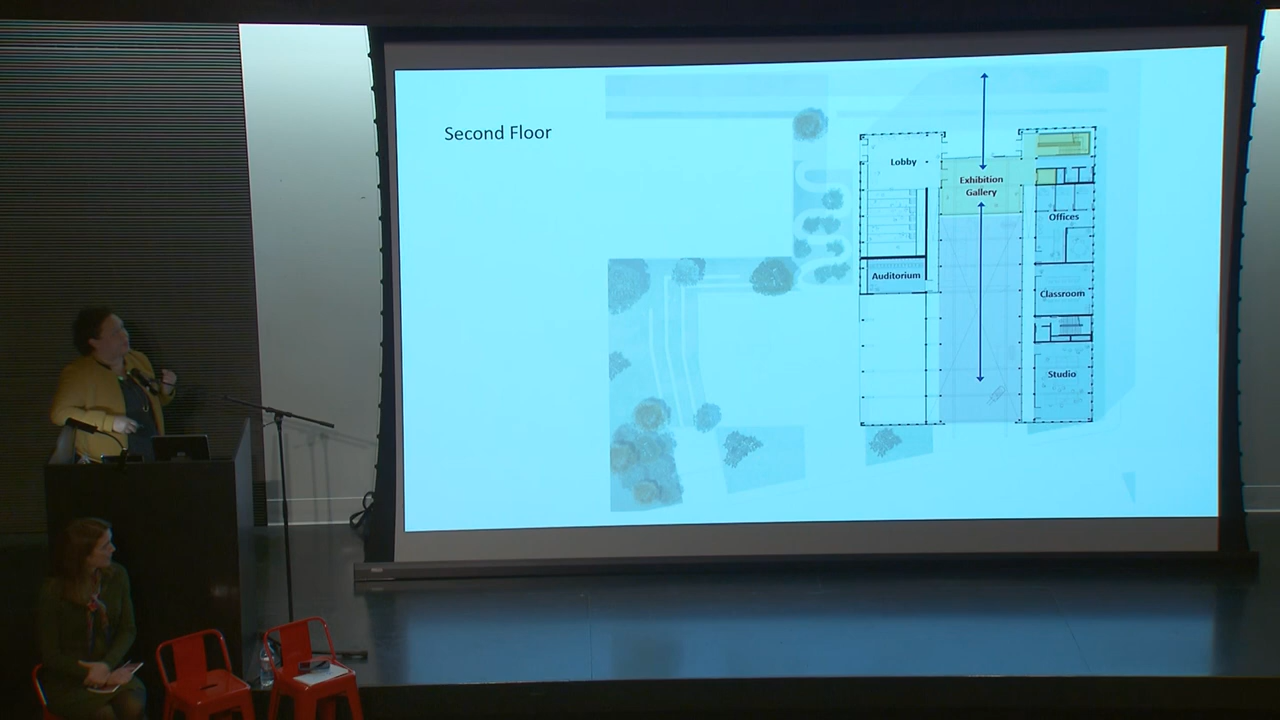 Second Floor
Lobby
Exhibition
Gallery
Offices
Auditorium
Classroom
Studio